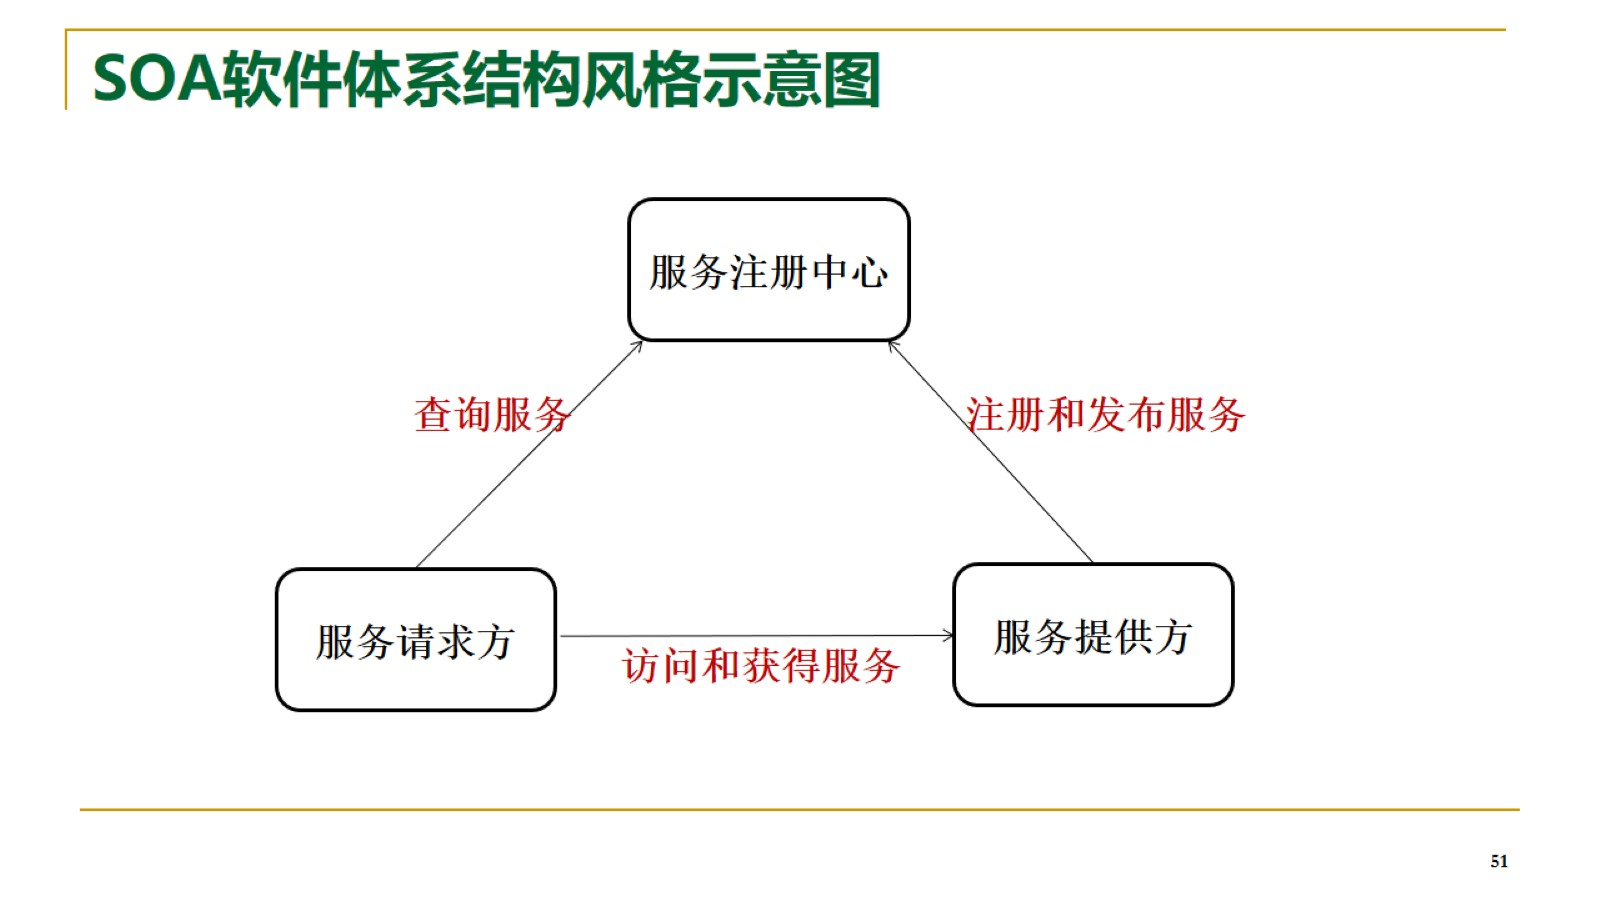 SOA软件体系结构风格示意图
服务注册中心
查询服务
注册和发布服务
服务请求方
服务提供方
访问和获得服务
51